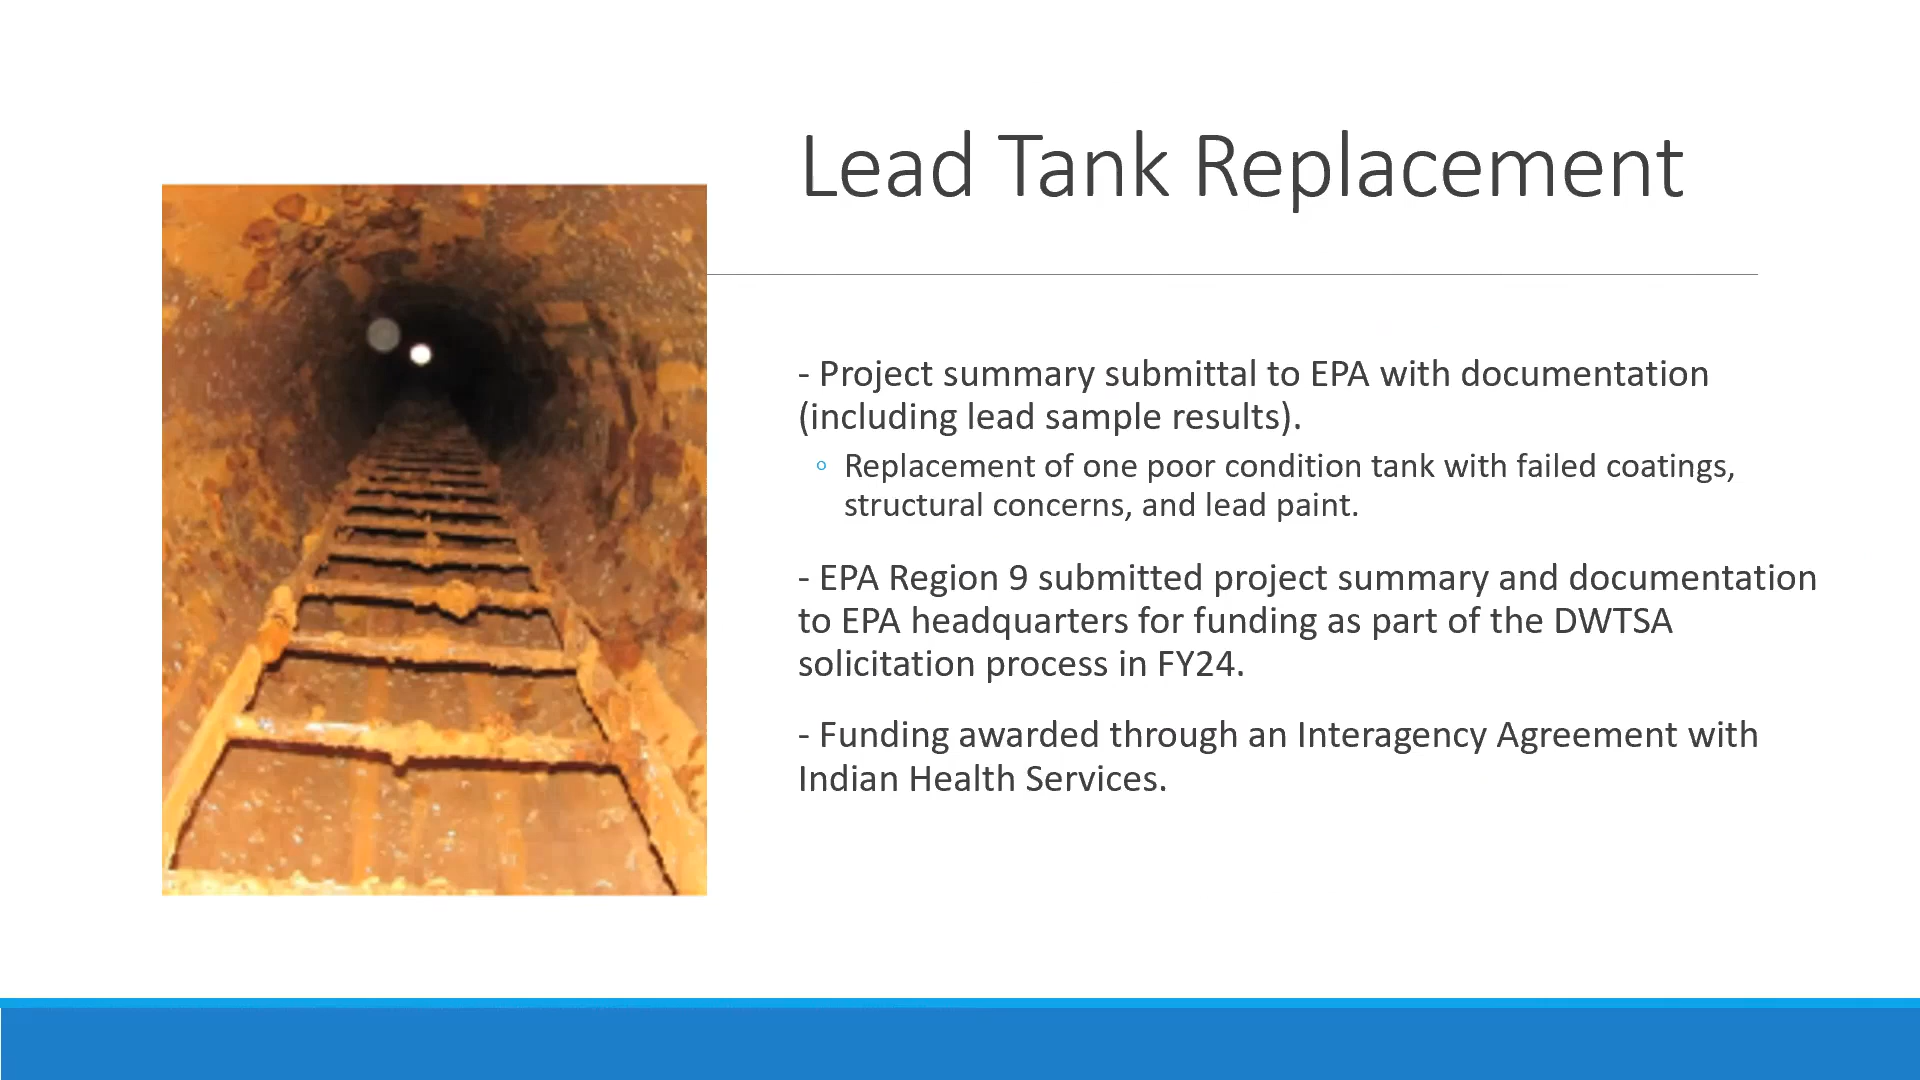 Lead Tank Replacement
- Project summary submittal to EPA with documentation
(including lead sample results).
◦ Replacement of one poor condition tank with failed coatings,
structural concerns, and lead paint.
- EPA Region 9 submitted project summary and documentation
to EPA headquarters for funding as part of the DWTSA
solicitation process in FY24.
- Funding awarded through an Interagency Agreement with
Indian Health Services.